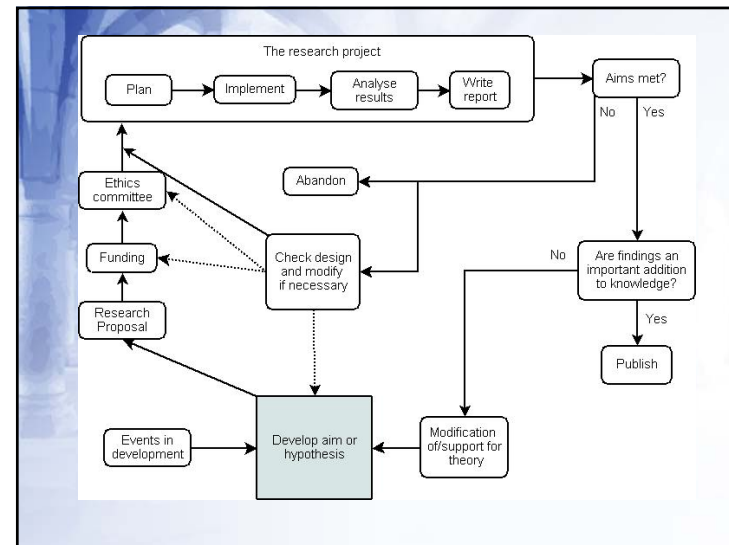 The research project
Plan
Implement
Analyse
results
Write
report
Aims met?
No
Yes
Ethics
committee
Abandon
Funding
Check design
and modify
if necessary
No
Are findings an
important addition
to knowledge?
Research
Proposal
Yes
Publish
Events in
development
Develop aim or
hypothesis
Modification
of/support for
theory